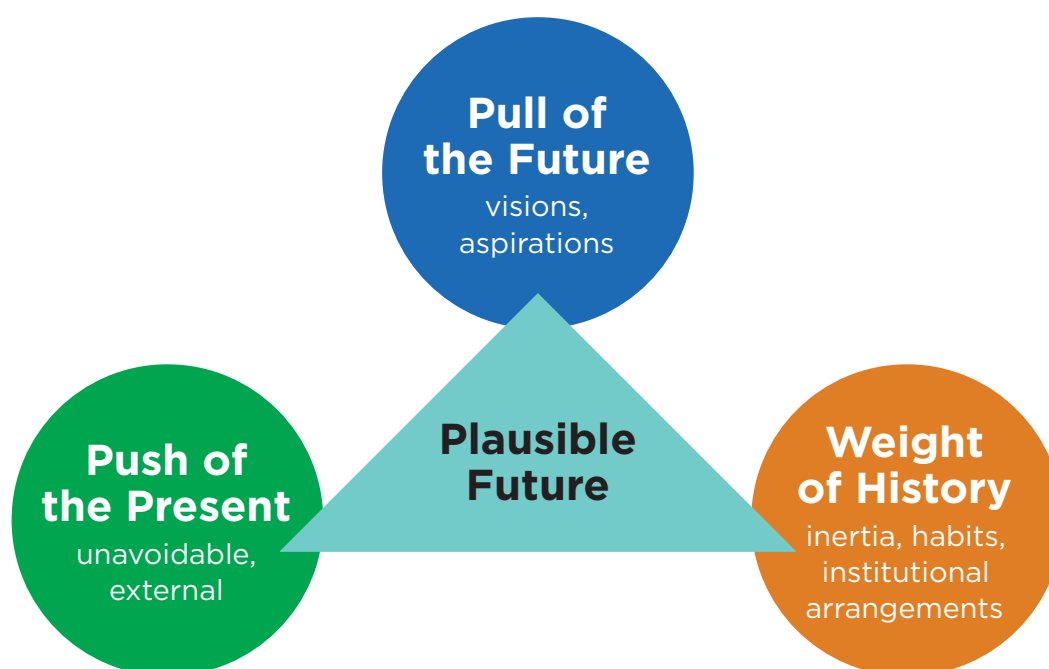 Pull of
the Future
visions,
aspirations
Plausible
Future
Push of
the Present
unavoidable,
external
Weight
of History
inertia, habits,
institutional
arrangements